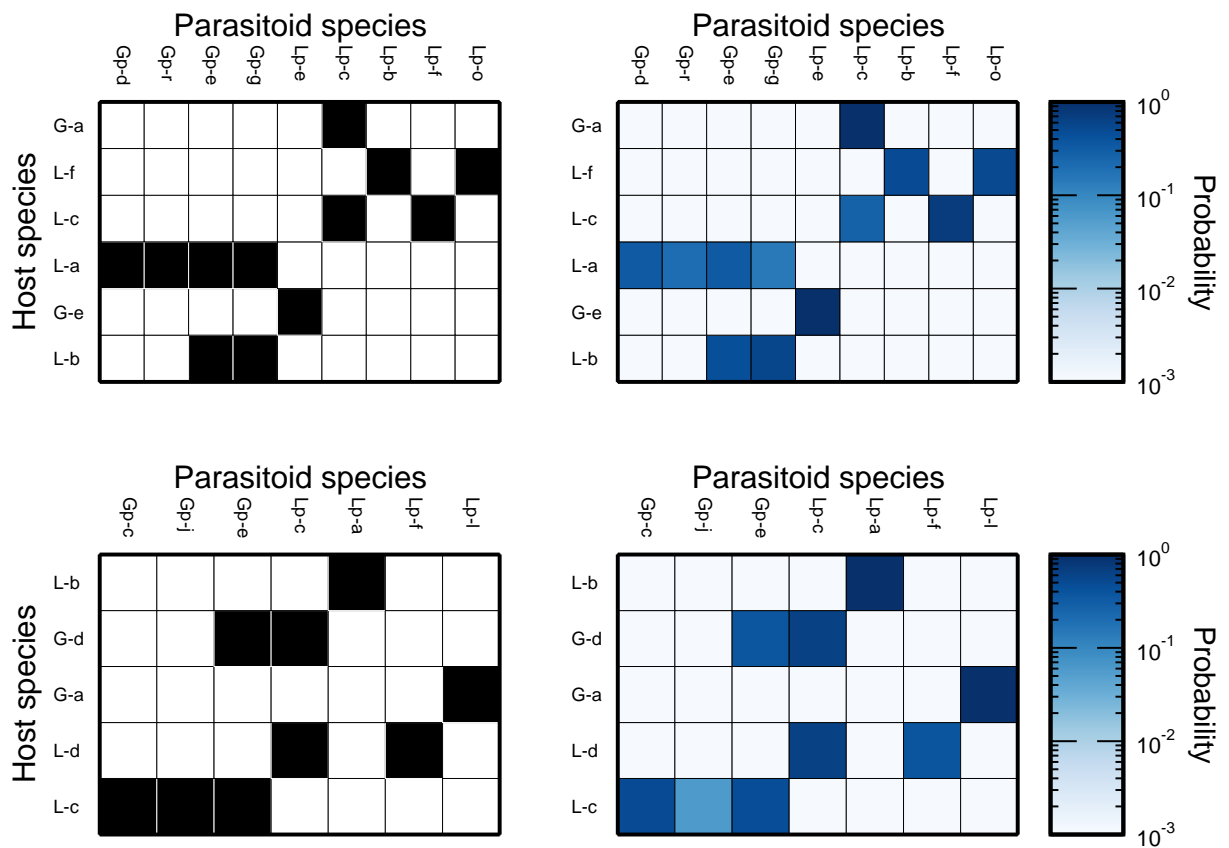 Parasitoid species
Gp-d Gp-r Gp-e Gp-g Lp-e Lp-c Lp-b Lp-f Lp-o
Host species
G-a
L-f
L-c
L-a
G-e
L-b
Parasitoid species
Gp-d Gp-r Gp-e Gp-g Lp-e Lp-c Lp-b Lp-f Lp-o
G-a
L-f
L-c
L-a
G-e
L-b
10^0
10^-1
10^-2
10^-3
Probability
Parasitoid species
Gp-c Gp-j Gp-e Lp-c Lp-a Lp-f Lp-l
Host species
L-b
G-d
G-a
L-d
L-c
Parasitoid species
Gp-c Gp-j Gp-e Lp-c Lp-a Lp-f Lp-l
L-b
G-d
G-a
L-d
L-c
10^0
10^-1
10^-2
10^-3
Probability